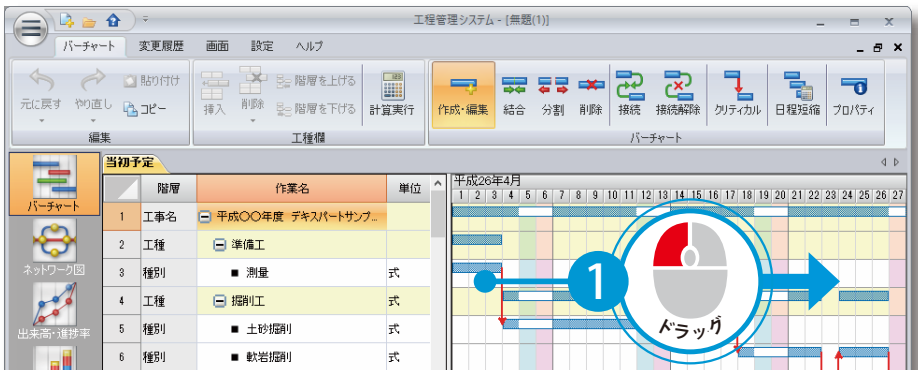 工程管理システム - [無題(1)]
バーチャート 変更履歴 画面 設定 ヘルプ
元に戻す やり直し 貼り付け コピー
挿入 削除 階層を上げる 階層を下げる 計算実行
作成・編集 結合 分割 削除 接続 接続解除 クリティカル 日程短縮 プロパティ
編集 工種欄 バーチャート
バーチャート
ネットワーク図
出来高・進捗率
当初予定
階層 作業名 単位
平成26年4月
1 2 3 4 5 6 7 8 9 10 11 12 13 14 15 16 17 18 19 20 21 22 23 24 25 26 27
1 工事名 平成〇〇年度 デキスパートサンプ...
2 工種 準備工
3 種別 ■ 測量 式
4 工種 掘削工 式
5 種別 ■ 土砂掘削 式
6 種別 ■ 軟岩掘削 式
1
ドラッグ